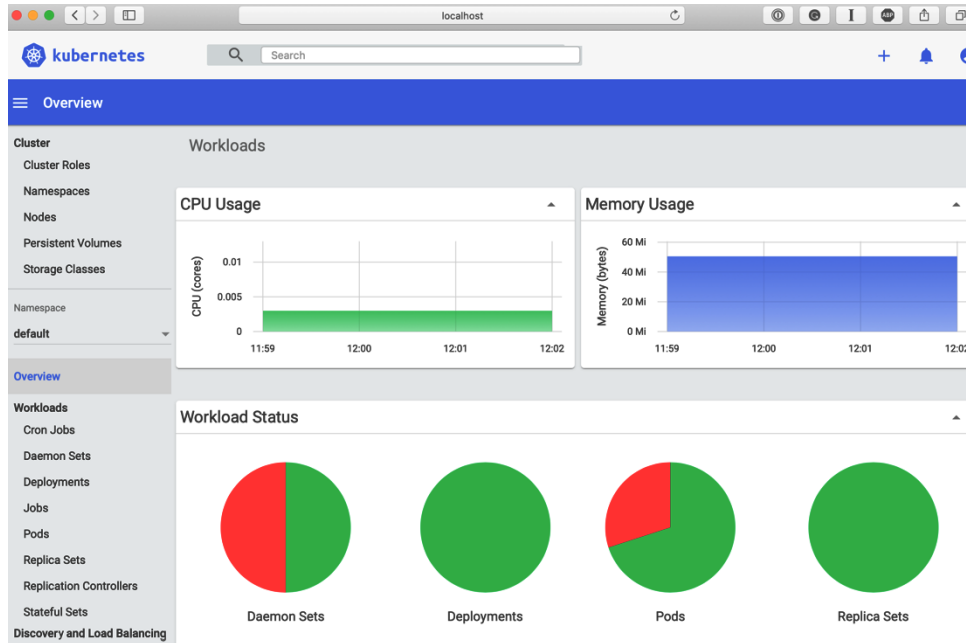 localhost
ABP
kubernetes
Search
Overview
Cluster
Cluster Roles
Namespaces
Nodes
Persistent Volumes
Storage Classes
Namespace
default
Overview
Workloads
Cron Jobs
Daemon Sets
Deployments
Jobs
Pods
Replica Sets
Replication Controllers
Stateful Sets
Discovery and Load Balancing
Workloads
CPU Usage
CPU (cores)
0.01
0.005
0
11:59 12:00 12:01 12:02
Memory Usage
Memory (bytes)
60 Mi
40 Mi
20 Mi
0 Mi
11:59 12:00 12:01 12:02
Workload Status
Daemon Sets Deployments Pods Replica Sets